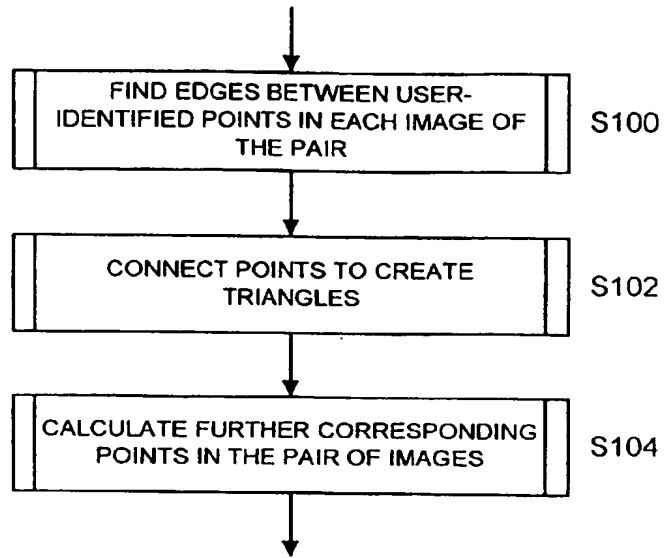 FIND EDGES BETWEEN USER-
IDENTIFIED POINTS IN EACH IMAGE OF
THE PAIR
S100
CONNECT POINTS TO CREATE
TRIANGLES
S102
CALCULATE FURTHER CORRESPONDING
POINTS IN THE PAIR OF IMAGES
S104